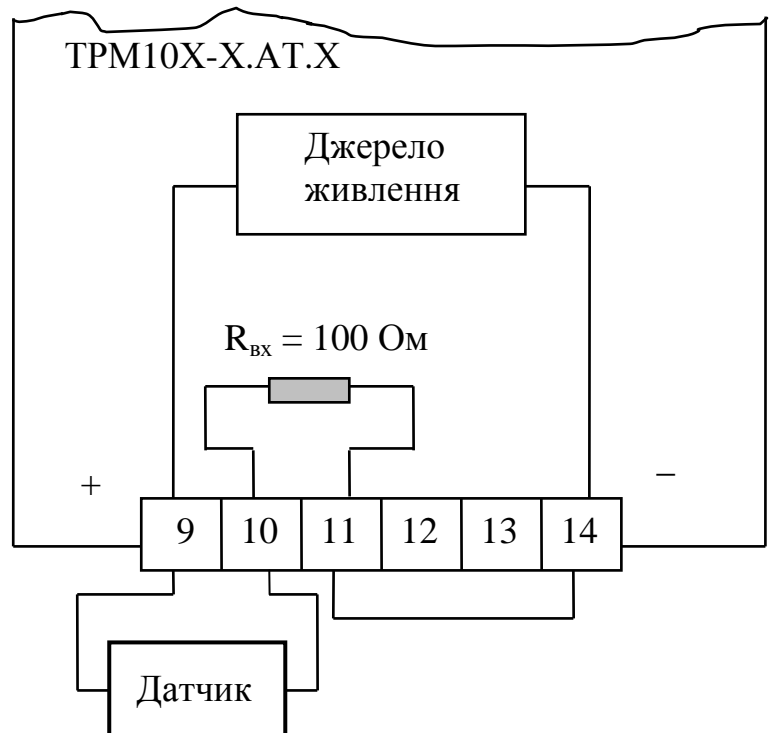 ТРМ10Х-Х.АТ.Х
Джерело
живлення
Rвх = 100 Ом
+ −
9 10 11 12 13 14
Датчик